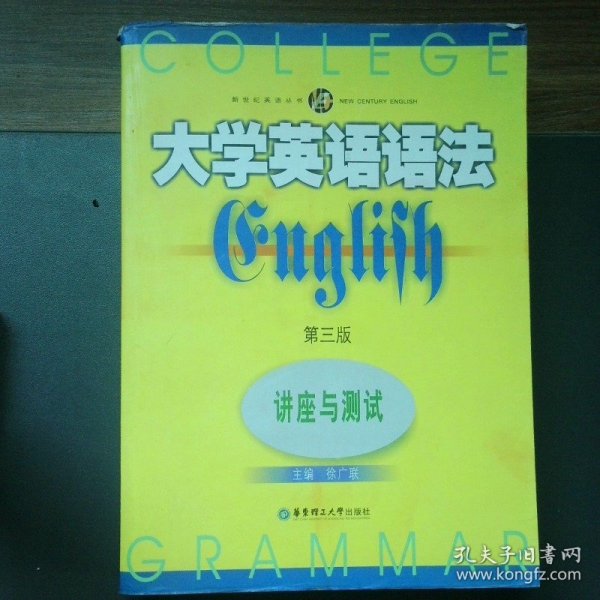 COLLEGE
新世纪英语丛书 NEW CENTURY ENGLISH
大学英语语法
English
第三版
讲座与测试
主编 徐广联
华东理工大学出版社
GRAMMAR
孔夫子旧书网
www.kongfz.com